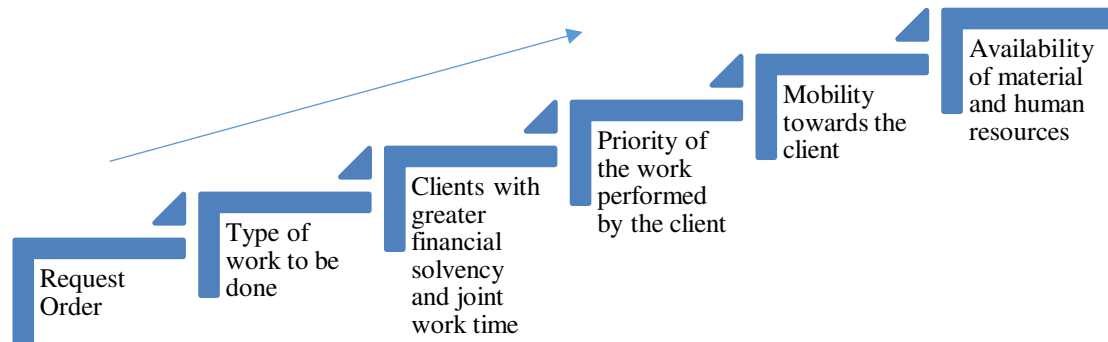 Request
Order
Type of
work to be
done
Clients with
greater
financial
solvency
and joint
work time
Priority of
the work
performed
by the client
Mobility
towards the
client
Availability
of material
and human
resources